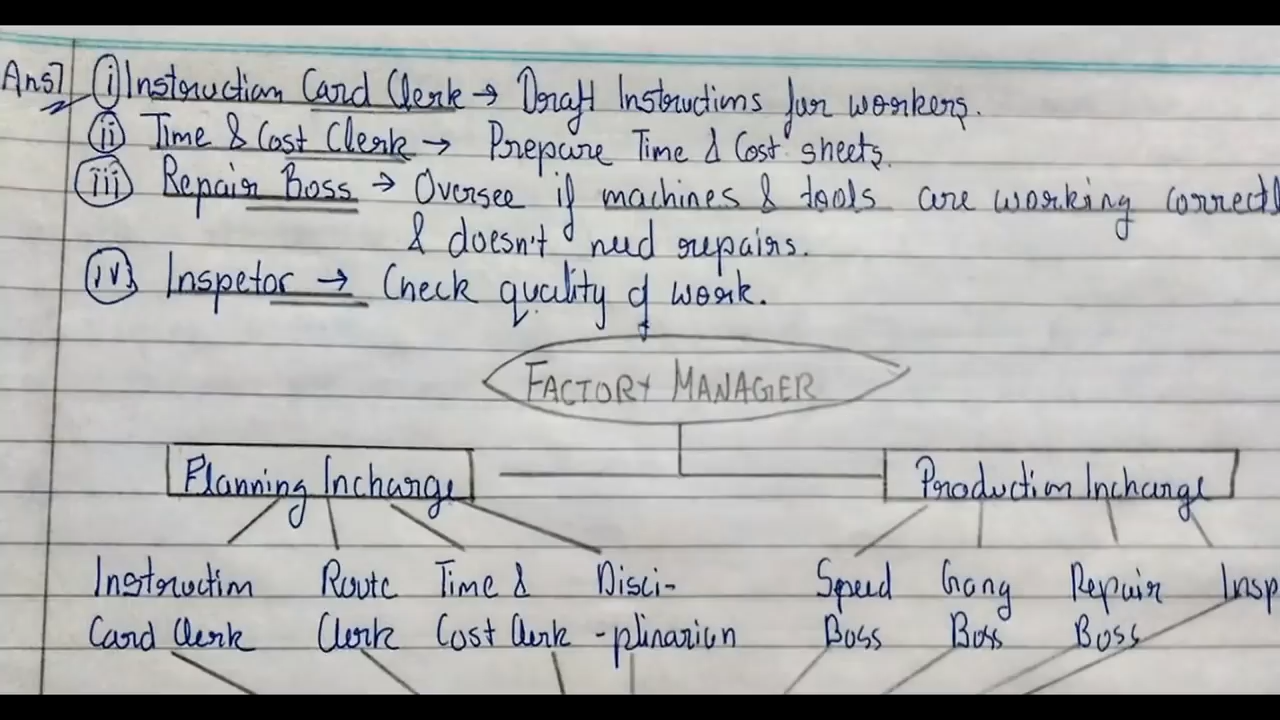 Ans7 (i) Instruction Card Clerk → Draft Instructions for workers.
(ii) Time & Cost Clerk → Prepare Time & Cost sheets.
(iii) Repair Boss → Oversee if machines & tools are working correctl
& doesn't need repairs.
(iv) Inspetor → Check quality of work.
FACTORY MANAGER
Planning Incharge Production Incharge
Instruction Route Time & Disci- Speed Gang Repair Insp
Card Clerk Clerk Cost Clerk -plinarian Boss Boss Boss